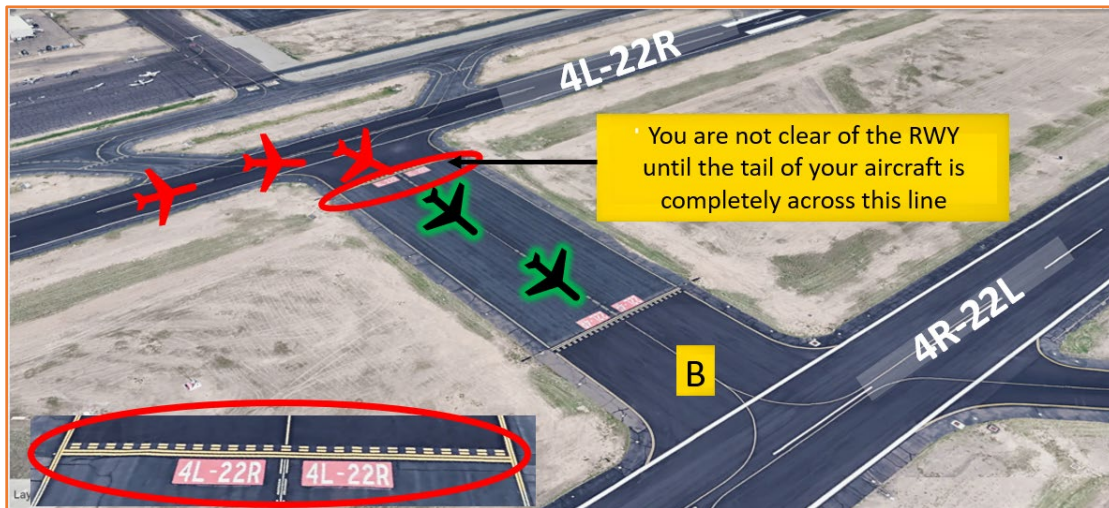 4L-22R
You are not clear of the RWY
until the tail of your aircraft is
completely across this line
4R-22L
B
4L-22R 4L-22R
Lay